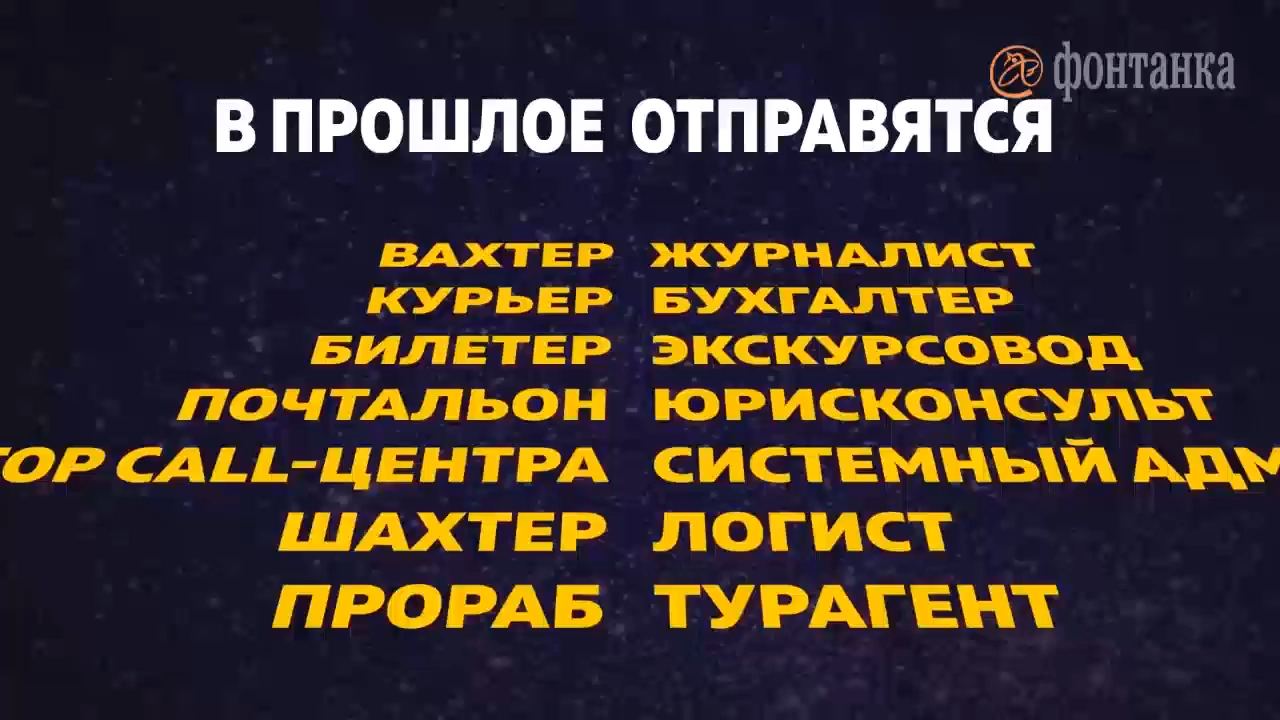 фонтанка
В ПРОШЛОЕ ОТПРАВЯТСЯ
ВАХТЕР ЖУРНАЛИСТ
КУРЬЕР БУХГАЛТЕР
БИЛЕТЕР ЭКСКУРСОВОД
ПОЧТАЛЬОН ЮРИСКОНСУЛЬТ
CALL-ЦЕНТРА СИСТЕМНЫЙ
ШАХТЕР ЛОГИСТ
ПРОРАБ ТУРАГЕНТ